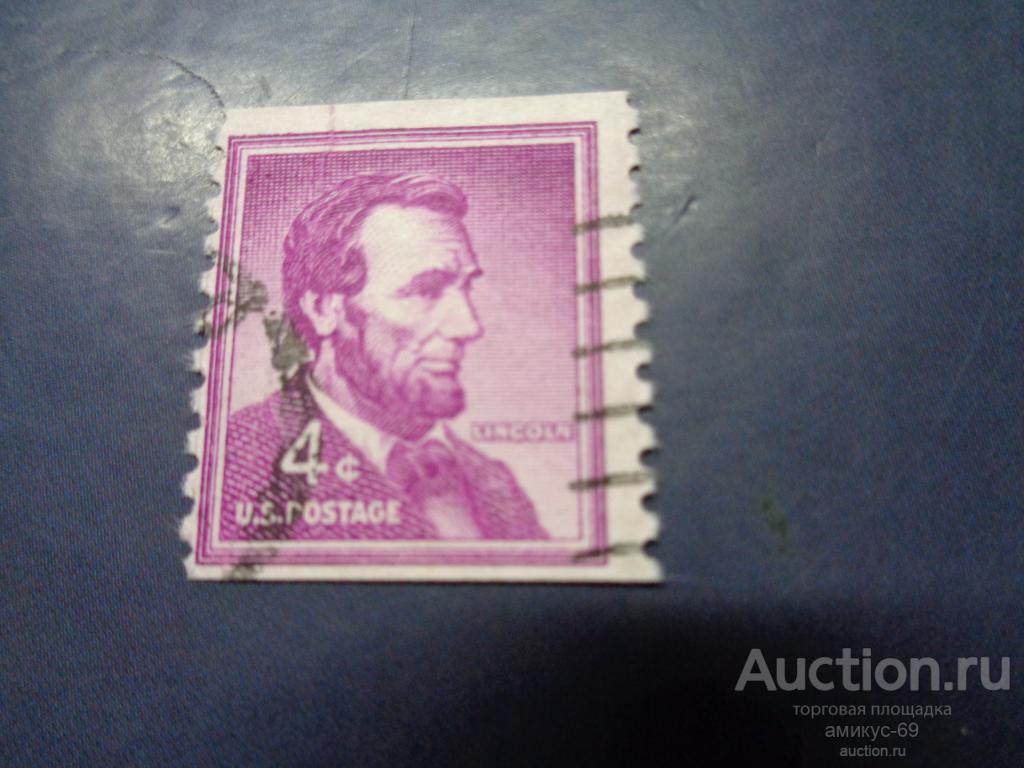 LINCOLN
4¢
U.S. POSTAGE
Auction.ru
торговая площадка
амикус-69
auction.ru